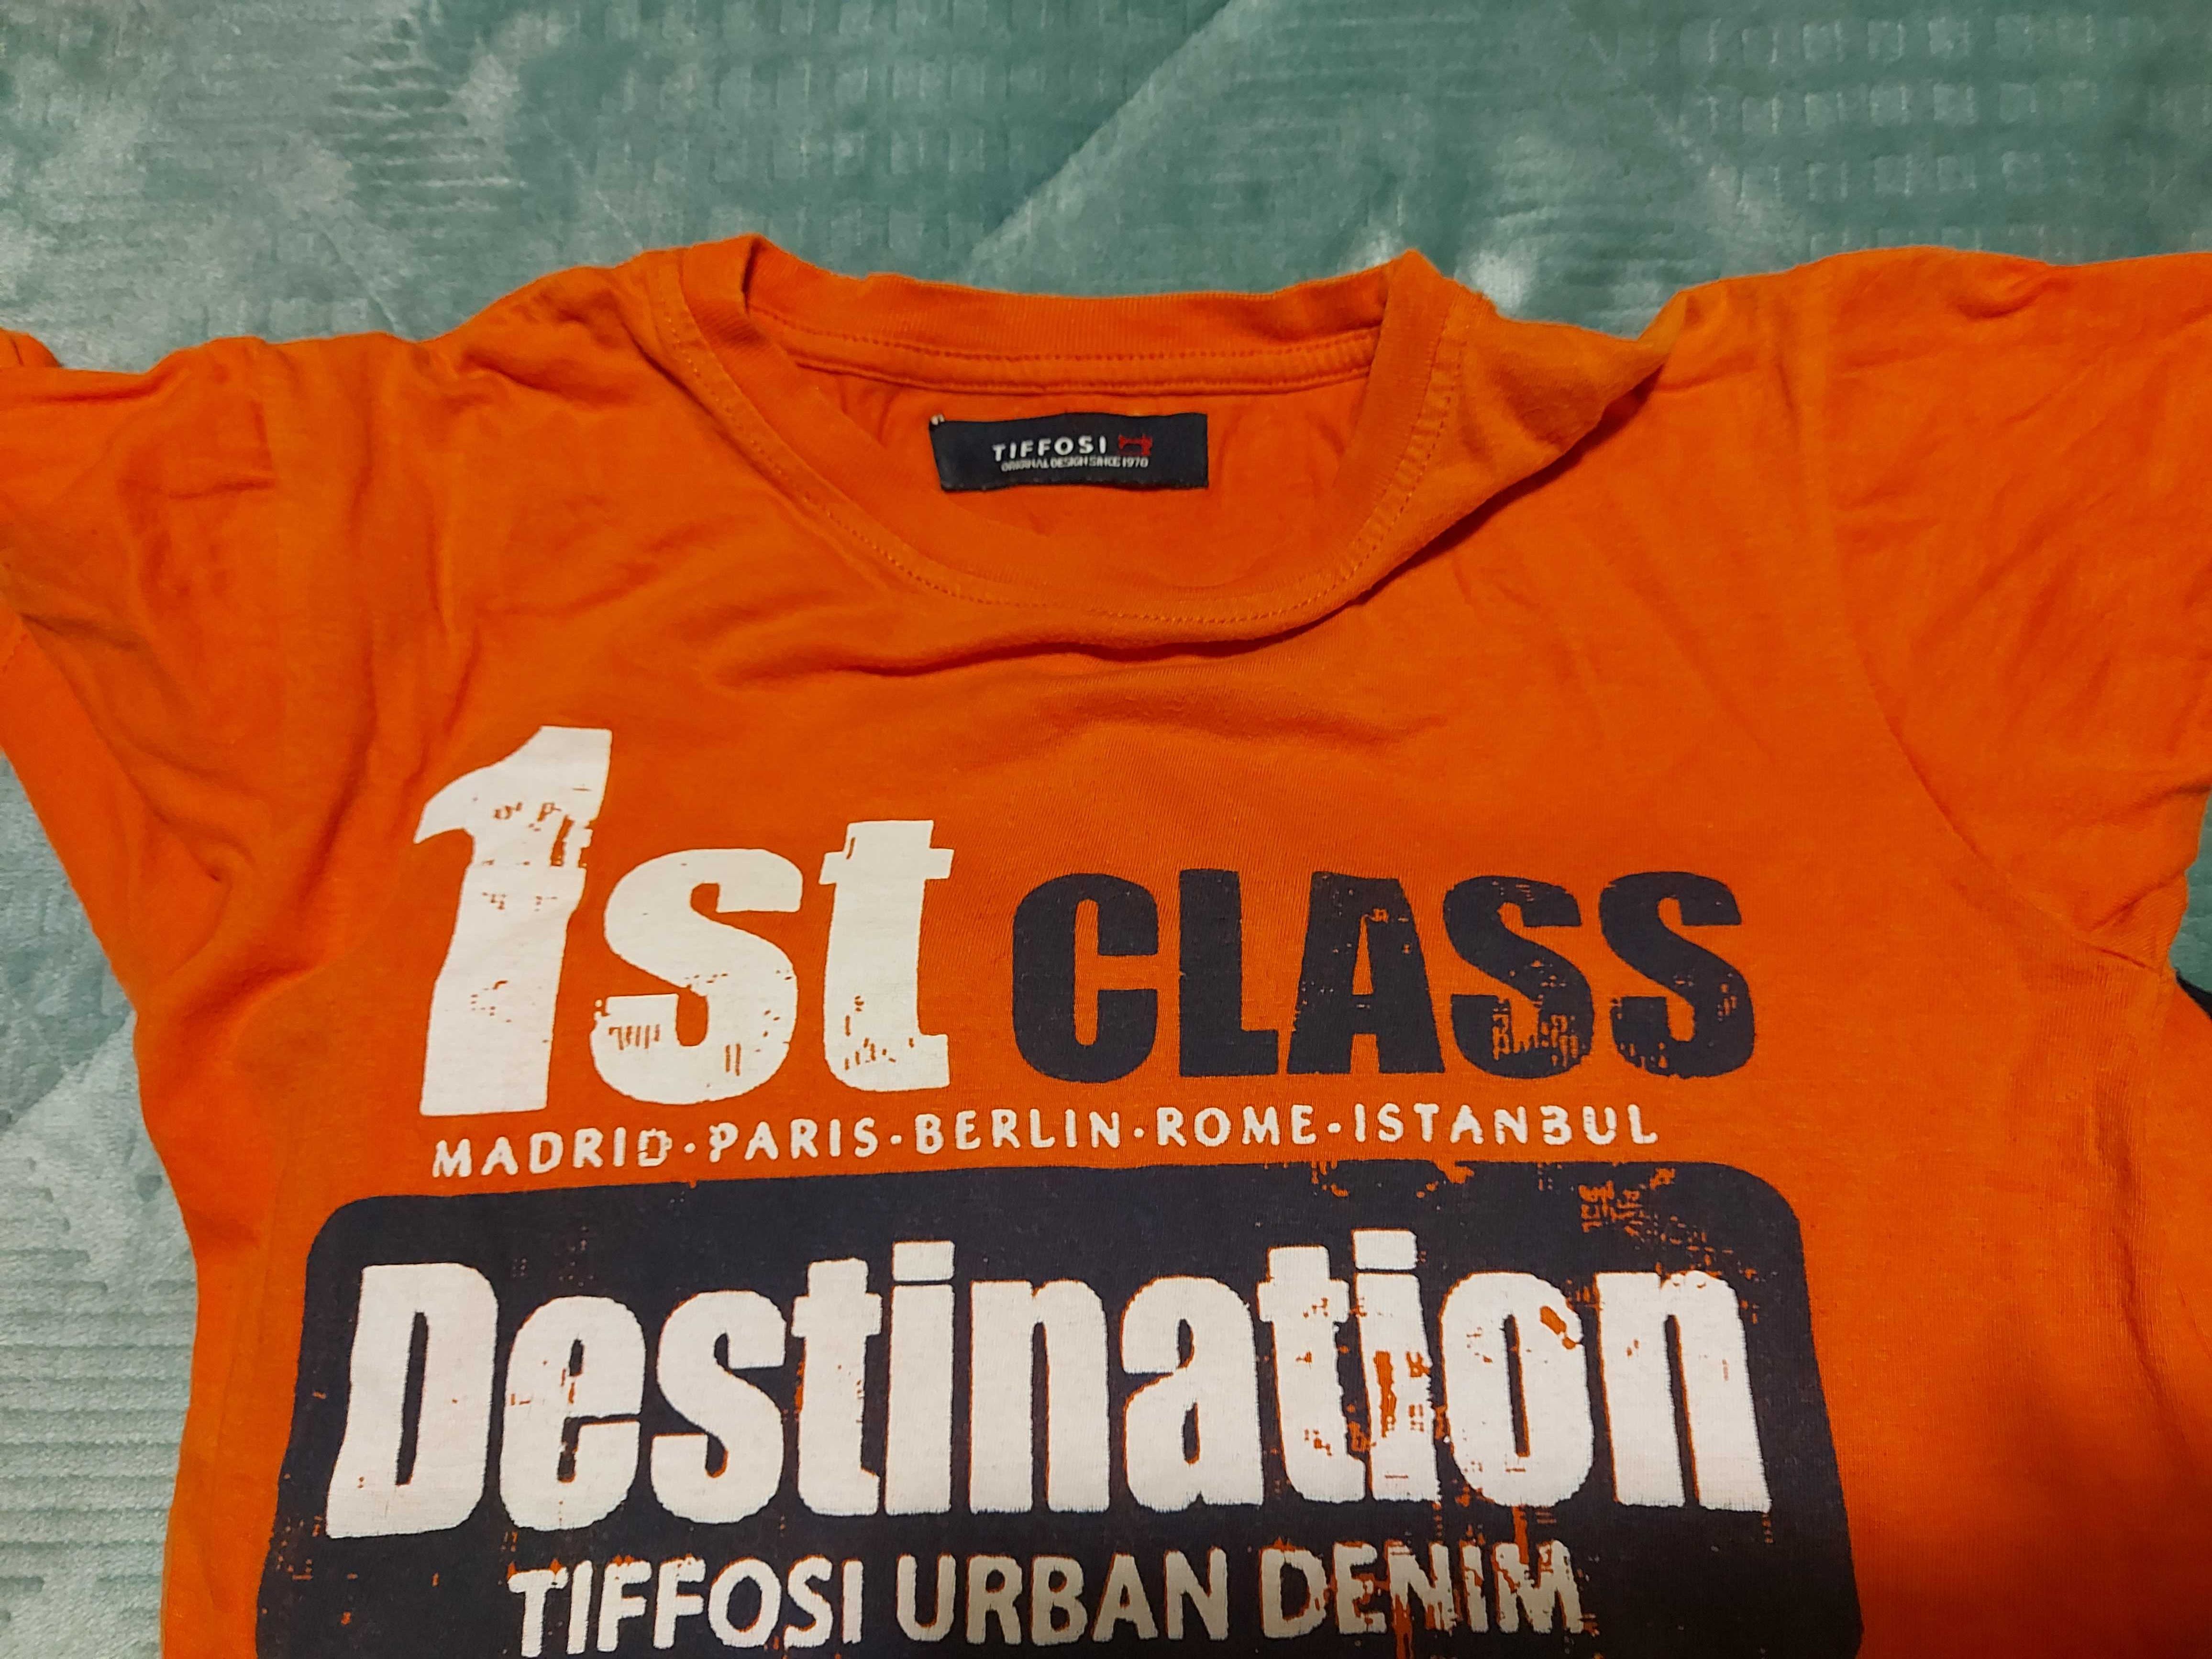 TIFFOSI
ORIGINAL DESIGN SINCE 1970
1st CLASS
MADRID·PARIS·BERLIN·ROME·ISTANBUL
Destination
TIFFOSI URBAN DENIM